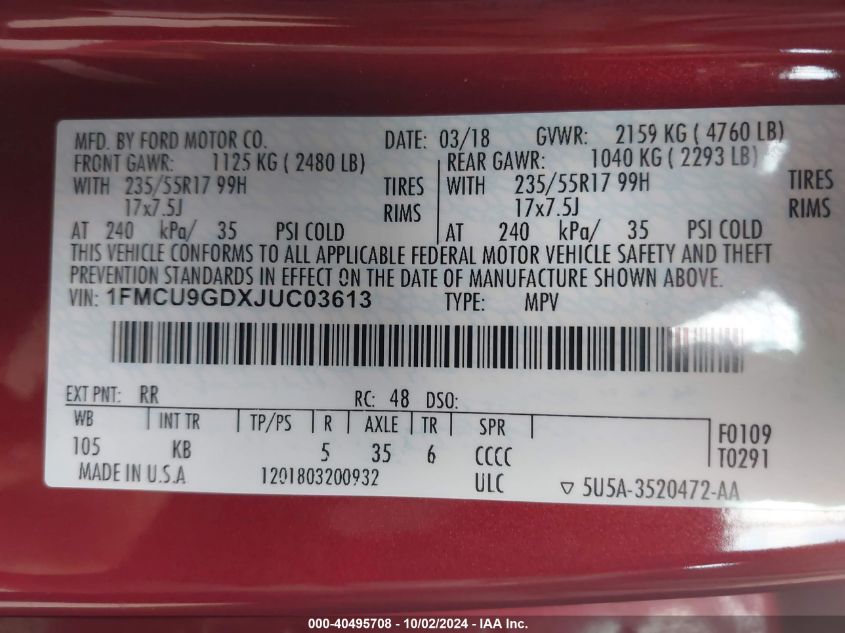 MFD. BY FORD MOTOR CO. DATE: 03/18 GVWR: 2159 KG ( 4760 LB)
FRONT GAWR: 1125 KG ( 2480 LB) REAR GAWR: 1040 KG ( 2293 LB)
WITH 235/55R17 99H TIRES WITH 235/55R17 99H TIRES
17x7.5J RIMS 17x7.5J RIMS
AT 240 kPa/ 35 PSI COLD AT 240 kPa/ 35 PSI COLD
THIS VEHICLE CONFORMS TO ALL APPLICABLE FEDERAL MOTOR VEHICLE SAFETY AND THEFT
PREVENTION STANDARDS IN EFFECT ON THE DATE OF MANUFACTURE SHOWN ABOVE.
VIN: 1FMCU9GDXJUC03613 TYPE: MPV
EXT PNT: RR RC: 48 DSO:
WB INT TR TP/PS R AXLE TR SPR
105 KB 5 35 6 CCCC
F0109
T0291
MADE IN U.S.A 1201803200932 ULC ▽ 5U5A-3520472-AA
000-40495708 - 10/02/2024 - IAA Inc.